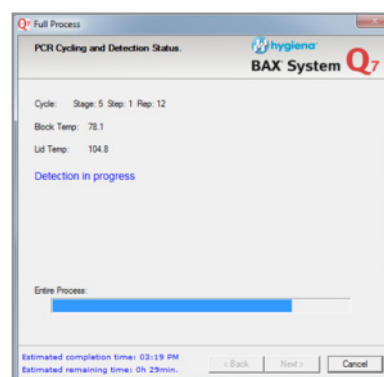 Q7 Full Process
PCR Cycling and Detection Status.
hygiena
BAX System Q7
Cycle: Stage: 5 Step: 1 Rep: 12
Block Temp: 78.1
Lid Temp: 104.8
Detection in progress
Entire Process:
Estimated completion time: 03:19 PM
Estimated remaining time: 0h 29min.
< Back Next > Cancel